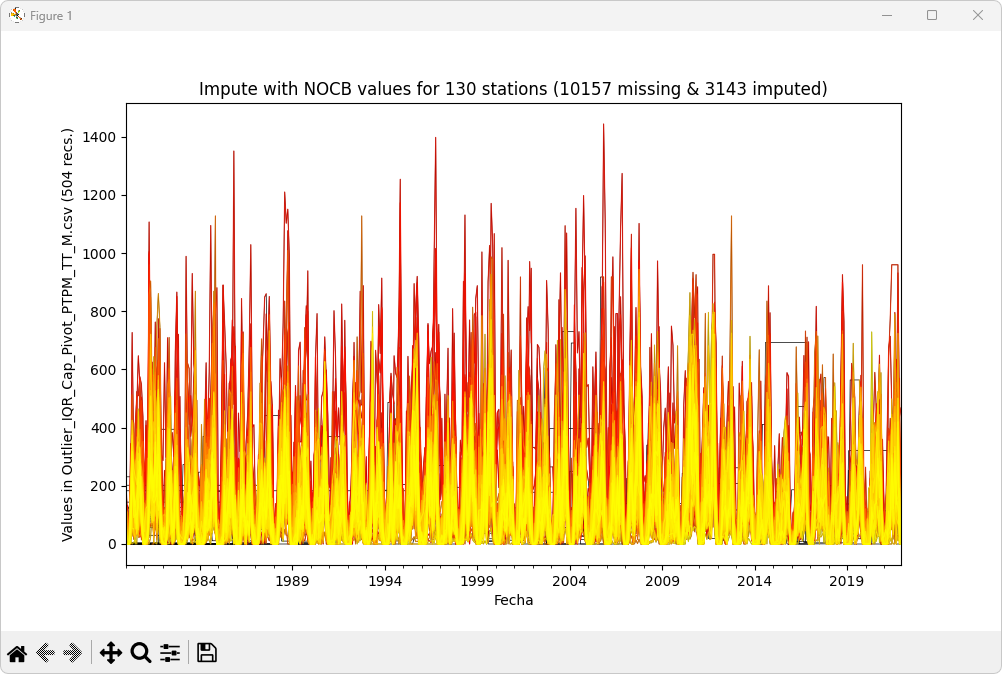 Figure 1
Impute with NOCB values for 130 stations (10157 missing & 3143 imputed)
Values in Outlier_IQR_Cap_Pivot_PTPM_TT_M.csv (504 recs.)
1400
1200
1000
800
600
400
200
0
1984 1989 1994 1999 2004 2009 2014 2019
Fecha